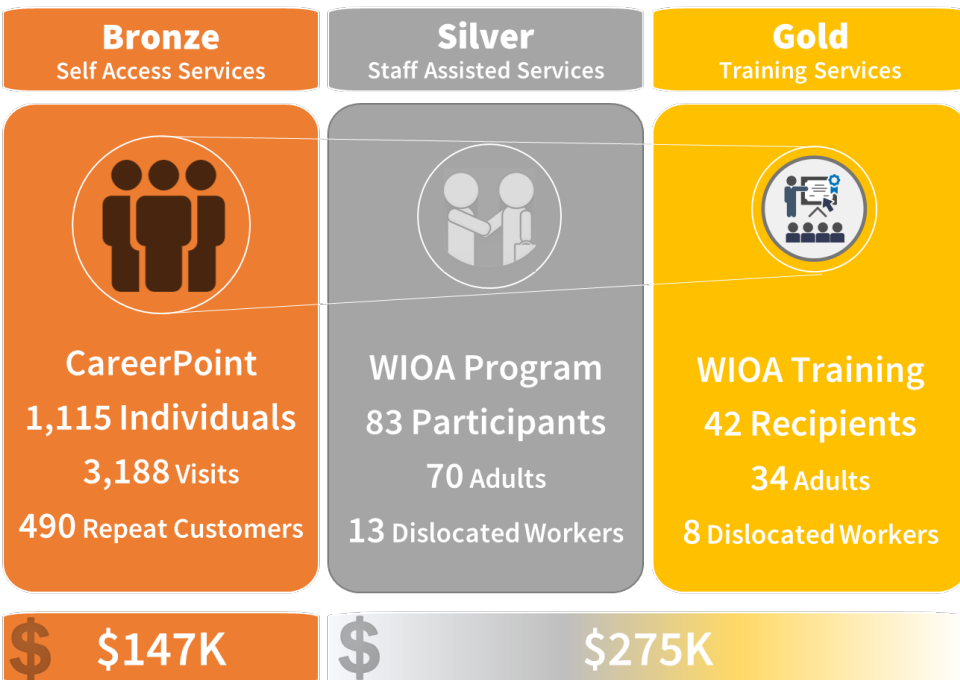 Bronze
Self Access Services
Silver
Staff Assisted Services
Gold
Training Services
CareerPoint
1,115 Individuals
3,188 Visits
490 Repeat Customers
WIOA Program
83 Participants
70 Adults
13 Dislocated Workers
WIOA Training
42 Recipients
34 Adults
8 Dislocated Workers
$ $147K
$ $275K